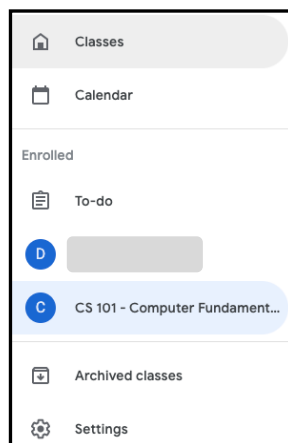 Classes
Calendar
Enrolled
To-do
D
C CS 101 - Computer Fundament...
Archived classes
Settings